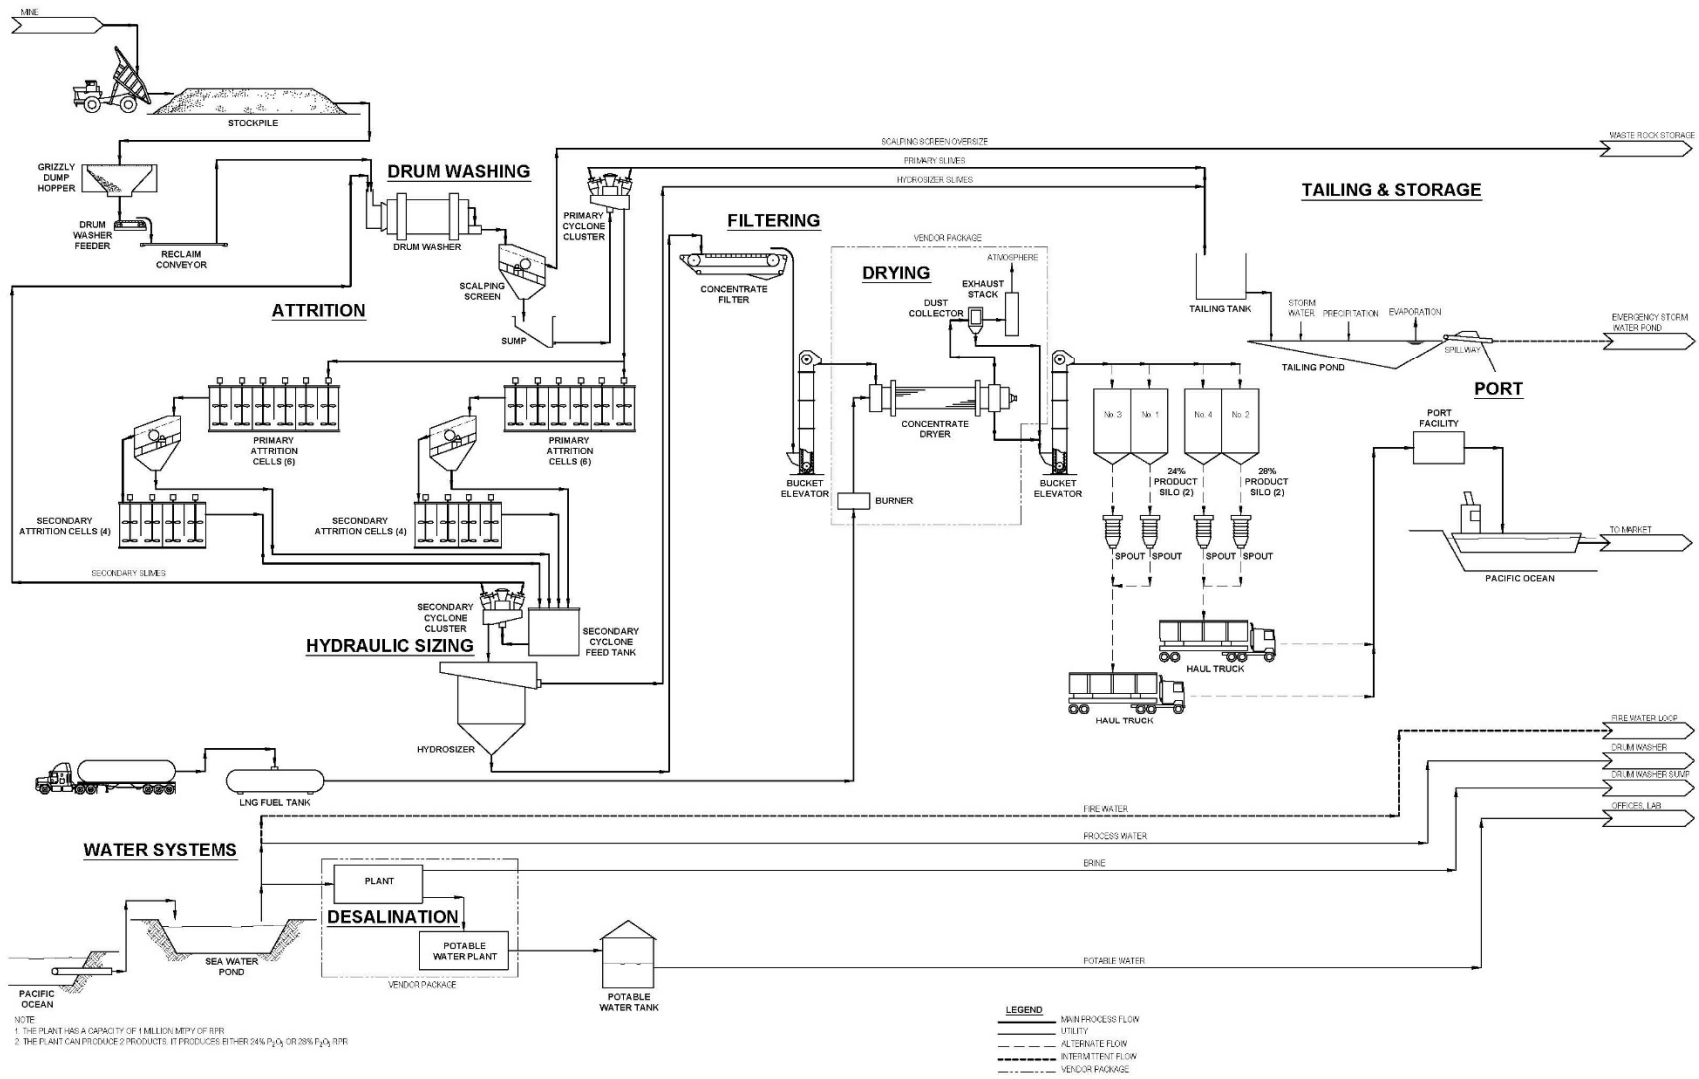 MINE
STOCKPILE
GRIZZLY
DUMP
HOPPER
DRUM
WASHER
FEEDER
RECLAIM
CONVEYOR
DRUM WASHING
DRUM WASHER
SCALPING
SCREEN
SUMP
PRIMARY
CYCLONE
CLUSTER
SCALPING SCREEN OVERSIZE
PRIMARY SLIMES
HYDROSIZER SLIMES
WASTE ROCK STORAGE
TAILING & STORAGE
FILTERING
CONCENTRATE
FILTER
VENDOR PACKAGE
DRYING
ATMOSPHERE
EXHAUST
STACK
DUST
COLLECTOR
CONCENTRATE
DRYER
BURNER
BUCKET
ELEVATOR
BUCKET
ELEVATOR
TAILING TANK
STORM
WATER
PRECIPITATION
EVAPORATION
SPILLWAY
TAILING POND
EMERGENCY STORM
WATER POND
PORT
PORT
FACILITY
TO MARKET
PACIFIC OCEAN
No. 3
No. 1
No. 4
No. 2
24%
PRODUCT
SILO (2)
28%
PRODUCT
SILO (2)
SPOUT
SPOUT
SPOUT
SPOUT
HAUL TRUCK
HAUL TRUCK
ATTRITION
PRIMARY
ATTRITION
CELLS (6)
PRIMARY
ATTRITION
CELLS (6)
SECONDARY
ATTRITION CELLS (4)
SECONDARY
ATTRITION CELLS (4)
SECONDARY SLIMES
SECONDARY
CYCLONE
CLUSTER
SECONDARY
CYCLONE
FEED TANK
HYDRAULIC SIZING
HYDROSIZER
LNG FUEL TANK
FIRE WATER LOOP
DRUM WASHER
DRUM WASHER SUMP
OFFICES, LAB
FIRE WATER
PROCESS WATER
BRINE
POTABLE WATER
WATER SYSTEMS
PLANT
DESALINATION
POTABLE
WATER PLANT
VENDOR PACKAGE
POTABLE
WATER TANK
SEA WATER
POND
PACIFIC
OCEAN
NOTE
1. THE PLANT HAS A CAPACITY OF 1 MILLION MTPY OF RPR
2. THE PLANT CAN PRODUCE 2 PRODUCTS. IT PRODUCES EITHER 24% P2O5 OR 28% P2O5 RPR
LEGEND
MAIN PROCESS FLOW
UTILITY
ALTERNATE FLOW
INTERMITTENT FLOW
VENDOR PACKAGE